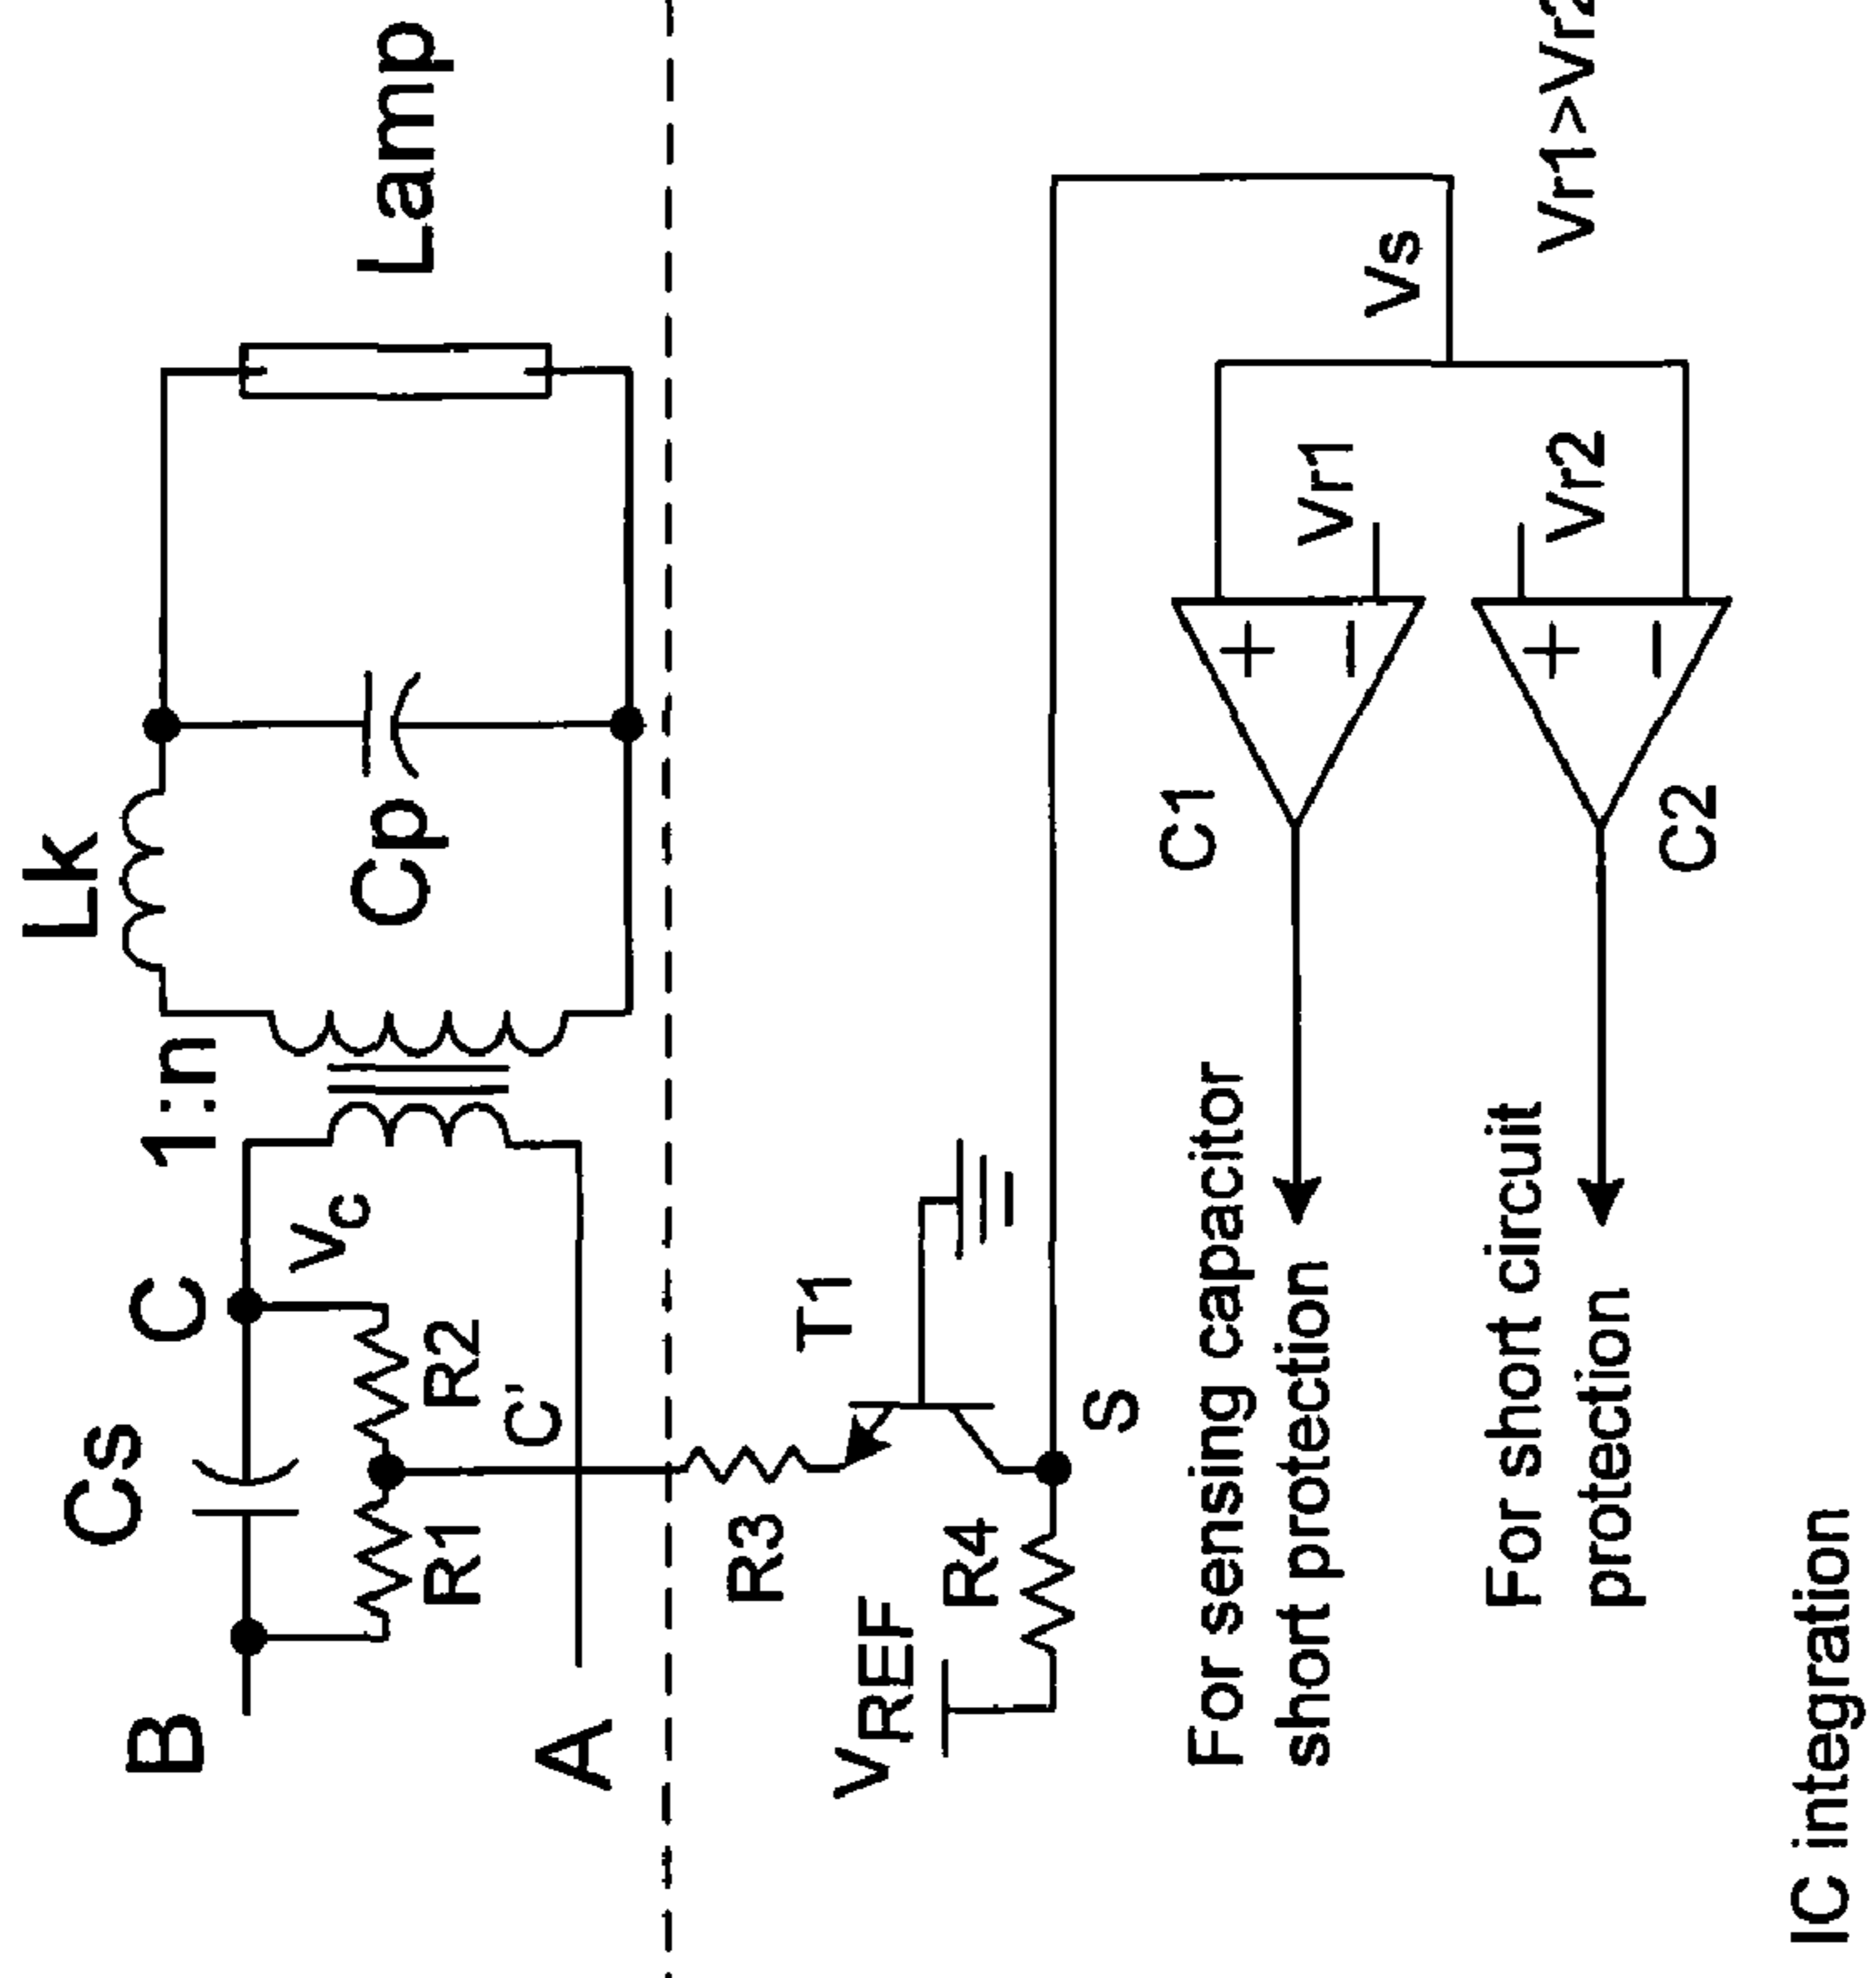 Lk
Cs
C
1:n
Vc
B
R1
R2
Cp
Lamp
C'
A
R3
T1
VREF
R4
S
For sensing capacitor
short protection
C1
+
−
Vr1
Vs
For short circuit
protection
C2
+
−
Vr2
Vr1>Vr2
IC integration